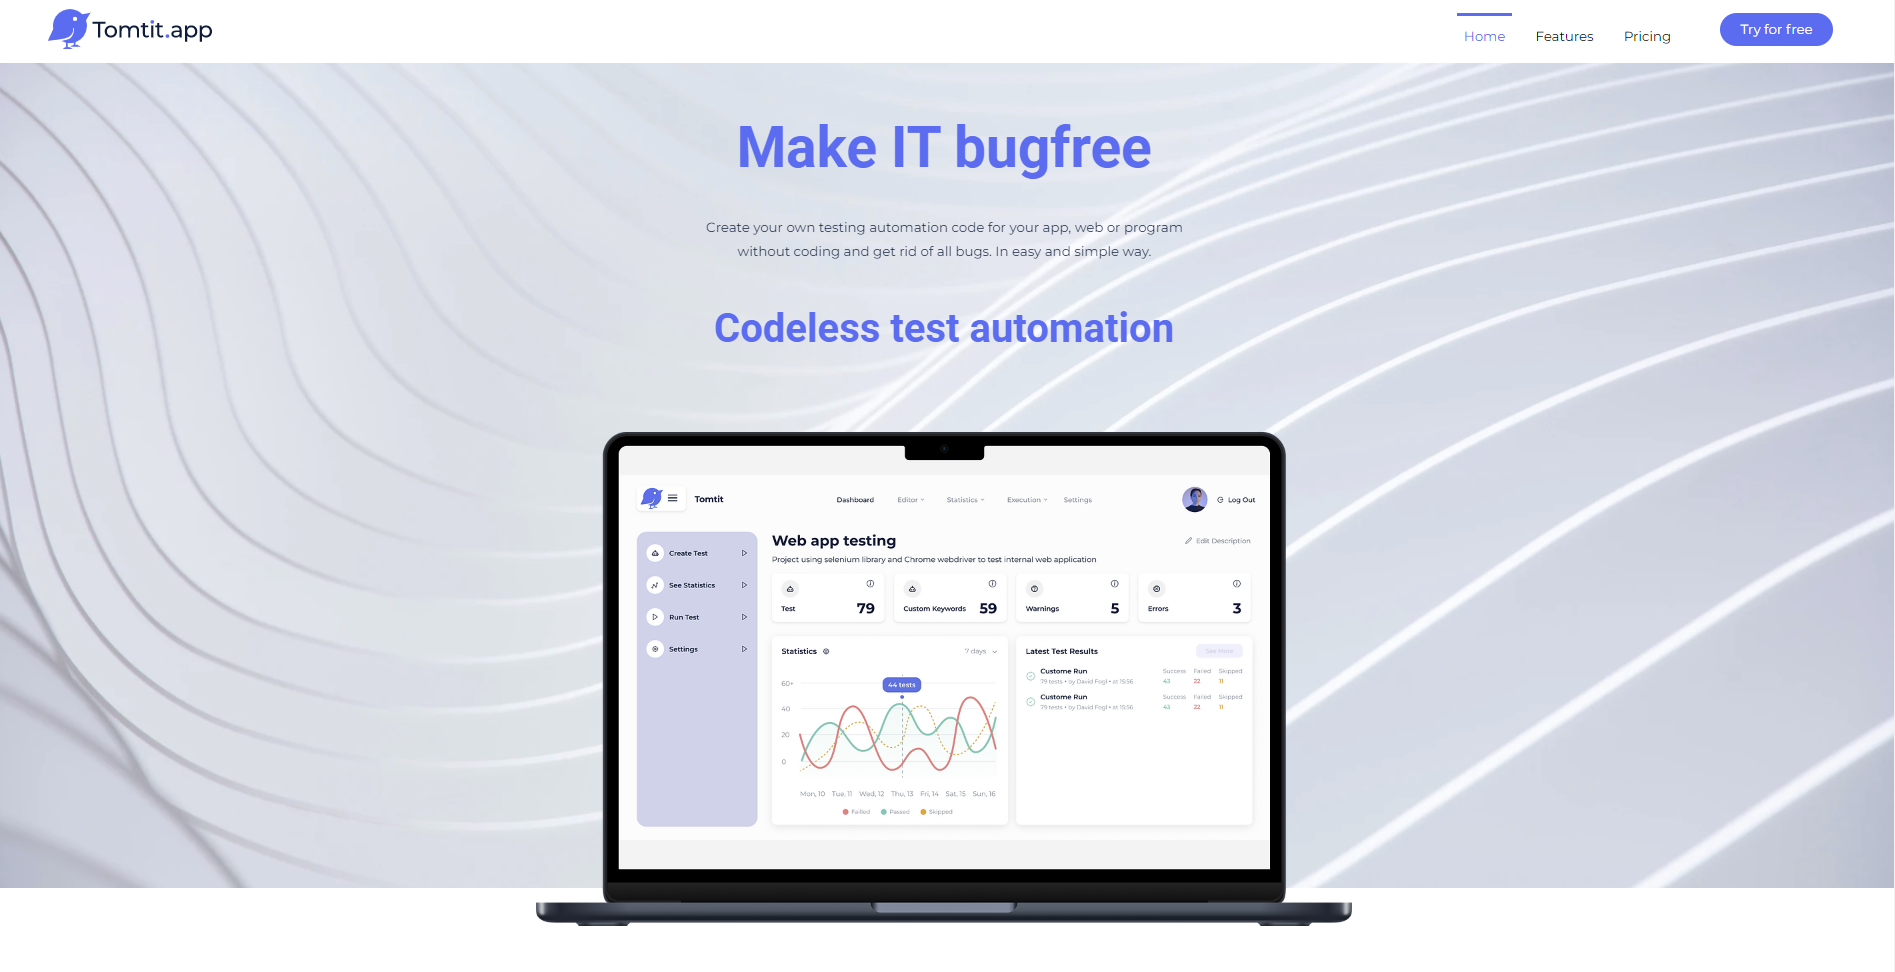 Tomtit.app
Home Features Pricing Try for free
Make IT bugfree
Create your own testing automation code for your app, web or program
without coding and get rid of all bugs. In easy and simple way.
Codeless test automation
Tomtit Dashboard Editor Statistics Execution Settings Log Out
Create Test
See Statistics
Run Test
Settings
Web app testing
Edit Description
Project using selenium library and Chrome webdriver to test internal web application
Test 79
Custom Keywords 59
Warnings 5
Errors 3
Statistics 7 days
44 tests
60+
40
20
0
Mon, 10 Tue, 11 Wed, 12 Thu, 13 Fri, 14 Sat, 15 Sun, 16
Failled Passed Skipped
Latest Test Results See More
Custome Run Success Failed Skipped
79 tests • by David Fogl • at 15:56 43 22 11
Custome Run Success Failed Skipped
79 tests • by David Fogl • at 15:56 43 22 11